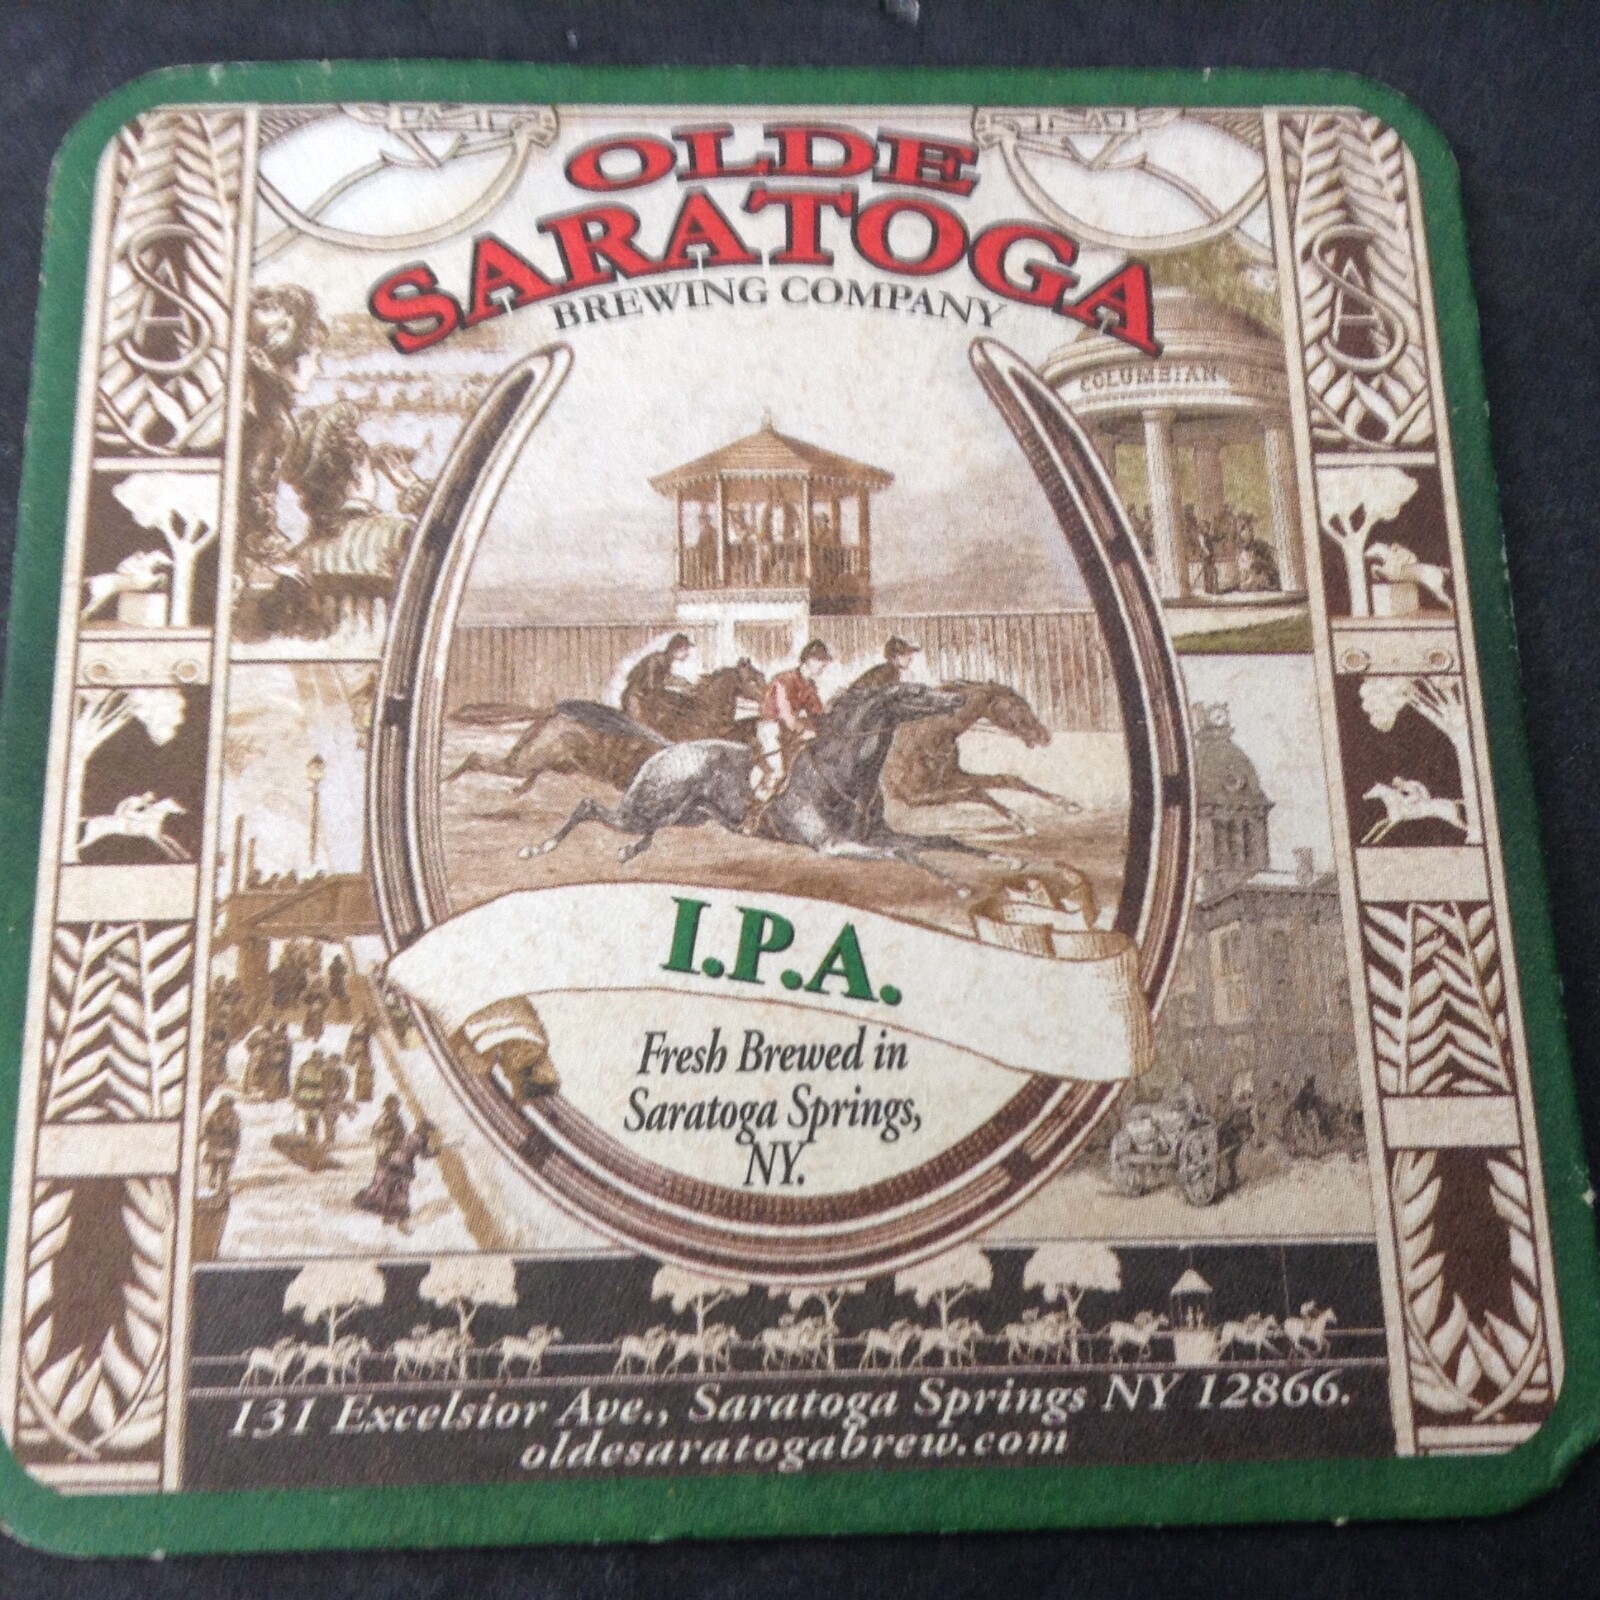 OLDE
SARATOGA
BREWING COMPANY
COLUMBIAN
I.P.A.
Fresh Brewed in
Saratoga Springs,
NY.
131 Excelsior Ave., Saratoga Springs NY 12866.
oldesaratogabrew.com